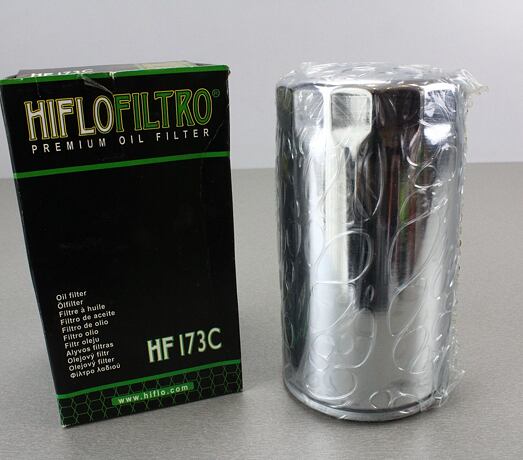 HF173C
HIFLOFILTRO®
PREMIUM OIL FILTER
Oil filter
Ölfilter
Filtre à huile
Filtro de aceite
Filtro de olio
Filtro olio
Filtr oleju
Alyvos filtras
Olejový filtr
Olejový filter
Φίλτρο λαδιού
HF173C
www.hiflo.com